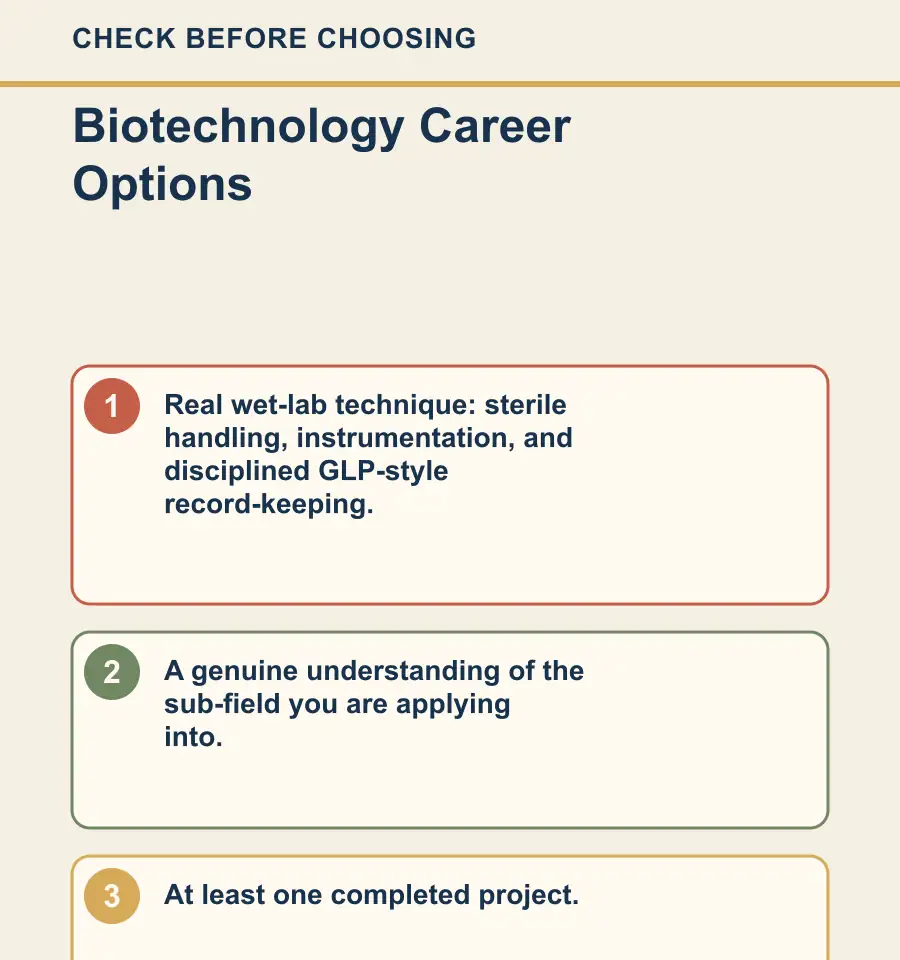 CHECK BEFORE CHOOSING
Biotechnology Career
Options
1
Real wet-lab technique: sterile
handling, instrumentation, and
disciplined GLP-style
record-keeping.
2
A genuine understanding of the
sub-field you are applying
into.
3
At least one completed project.